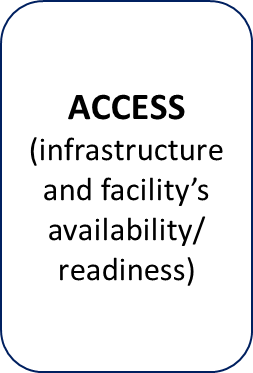 ACCESS
(infrastructure
and facility’s
availability/
readiness)